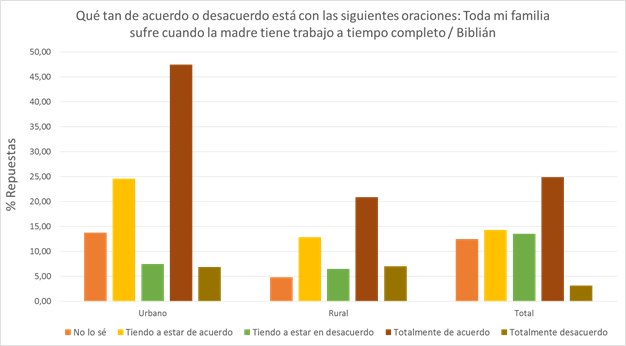 Qué tan de acuerdo o desacuerdo está con las siguientes oraciones: Toda mi familia
sufre cuando la madre tiene trabajo a tiempo completo / Biblián
% Repuestas
50,00
45,00
40,00
35,00
30,00
25,00
20,00
15,00
10,00
5,00
0,00
Urbano Rural Total
No lo sé Tiendo a estar de acuerdo Tiendo a estar en desacuerdo Totalmente de acuerdo Totalmente desacuerdo